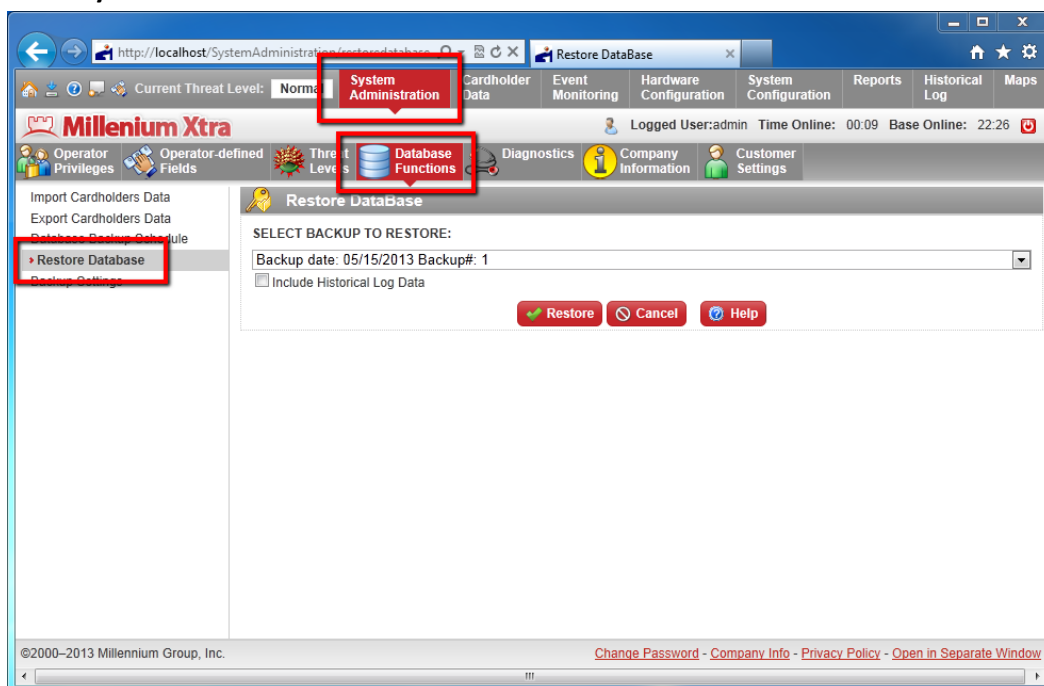 http://localhost/SystemAdministration/restoredatabase
Restore DataBase
Current Threat Level: Normal
System Administration
Cardholder Data
Event Monitoring
Hardware Configuration
System Configuration
Reports
Historical Log
Maps
Millenium Xtra
Logged User:admin Time Online: 00:09 Base Online: 22:26
Operator Privileges
Operator-defined Fields
Threat Levels
Database Functions
Diagnostics
Company Information
Customer Settings
Import Cardholders Data
Export Cardholders Data
Database Backup Schedule
Restore Database
Backup Settings
Restore DataBase
SELECT BACKUP TO RESTORE:
Backup date: 05/15/2013 Backup#: 1
Include Historical Log Data
Restore
Cancel
Help
©2000–2013 Millennium Group, Inc.
Change Password - Company Info - Privacy Policy - Open in Separate Window